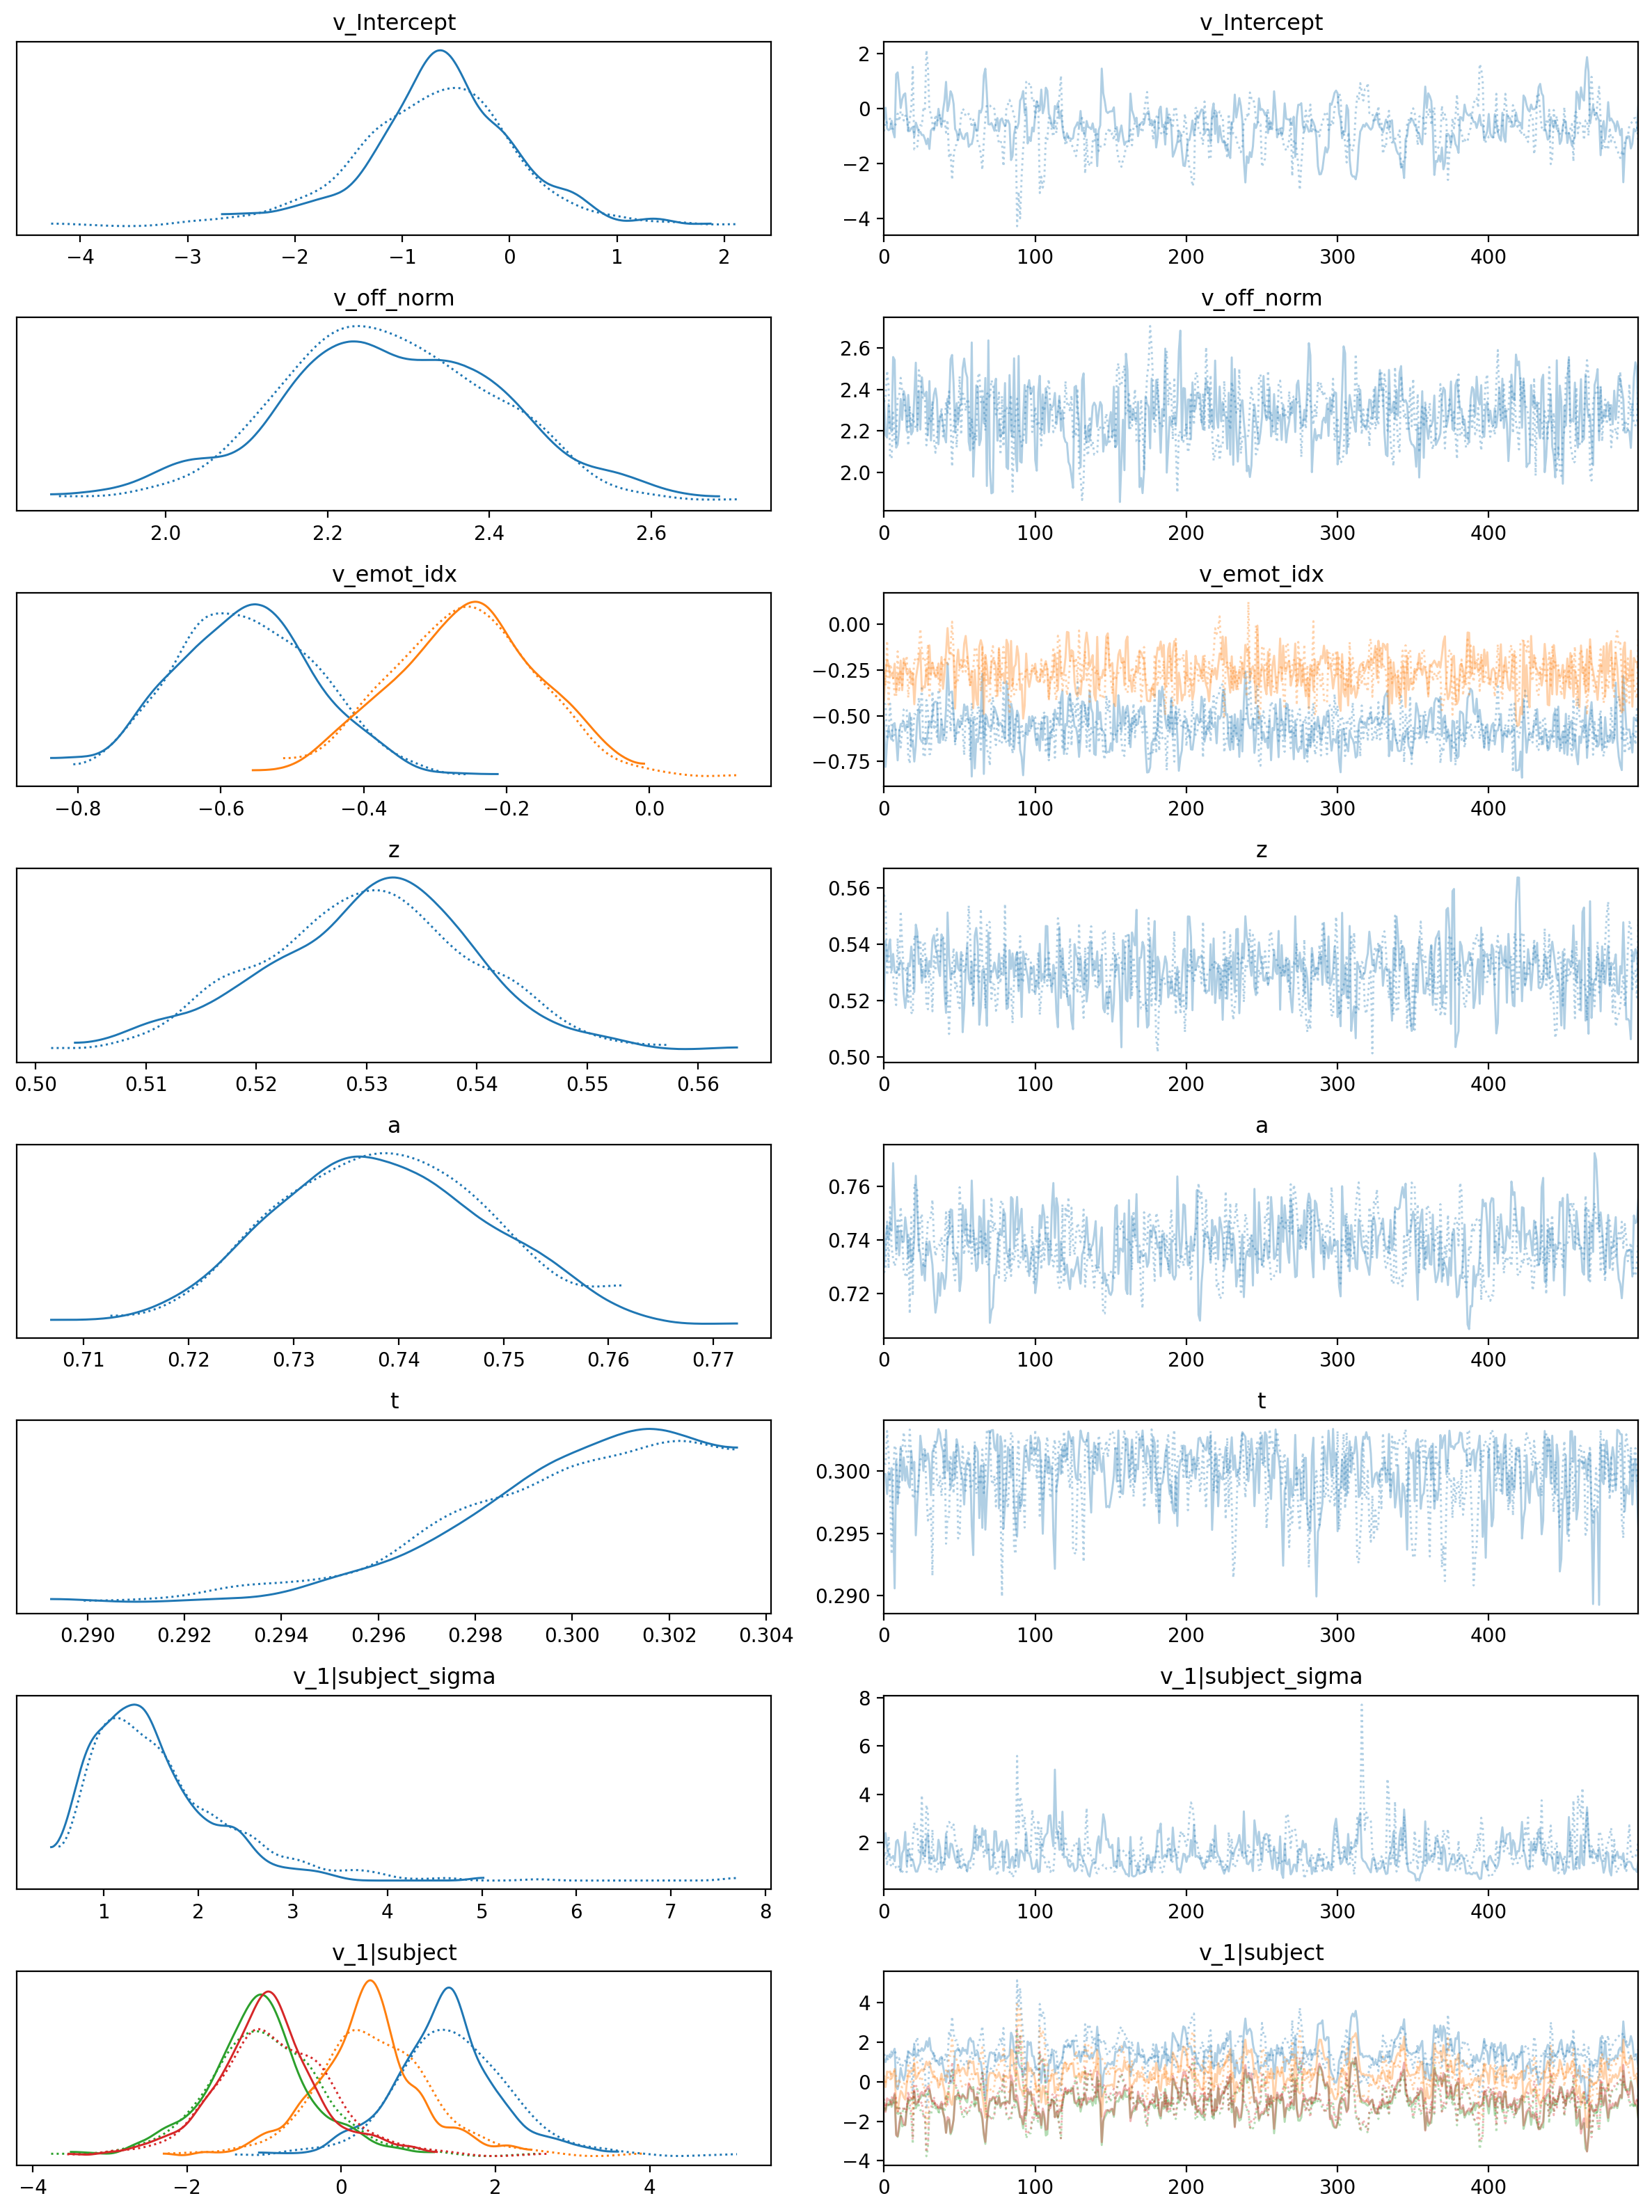 v_Intercept v_Intercept
2
0
−2
−4
−4 −3 −2 −1 0 1 2 0 100 200 300 400
v_off_norm v_off_norm
2.6
2.4
2.2
2.0
2.0 2.2 2.4 2.6 0 100 200 300 400
v_emot_idx v_emot_idx
0.00
−0.25
−0.50
−0.75
−0.8 −0.6 −0.4 −0.2 0.0 0 100 200 300 400
z z
0.56
0.54
0.52
0.50
0.50 0.51 0.52 0.53 0.54 0.55 0.56 0 100 200 300 400
a a
0.76
0.74
0.72
0.71 0.72 0.73 0.74 0.75 0.76 0.77 0 100 200 300 400
t t
0.300
0.295
0.290
0.290 0.292 0.294 0.296 0.298 0.300 0.302 0.304 0 100 200 300 400
v_1|subject_sigma v_1|subject_sigma
8
6
4
2
1 2 3 4 5 6 7 8 0 100 200 300 400
v_1|subject v_1|subject
4
2
0
−2
−4
−4 −2 0 2 4 0 100 200 300 400